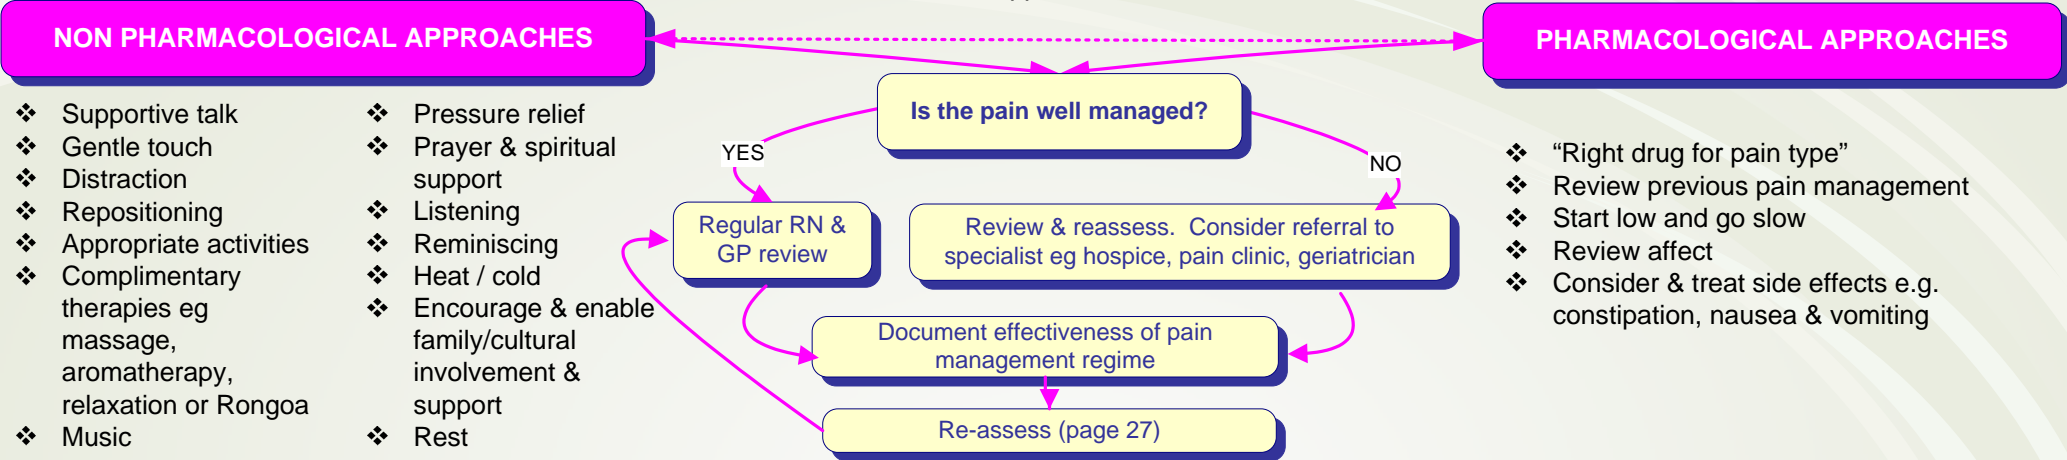 NON PHARMACOLOGICAL APPROACHES
❖ Supportive talk
❖ Gentle touch
❖ Distraction
❖ Repositioning
❖ Appropriate activities
❖ Complimentary
therapies eg
massage,
aromatherapy,
relaxation or Rongoa
❖ Music
❖ Pressure relief
❖ Prayer & spiritual
support
❖ Listening
❖ Reminiscing
❖ Heat / cold
❖ Encourage & enable
family/cultural
involvement &
support
❖ Rest
Is the pain well managed?
YES
NO
Regular RN &
GP review
Review & reassess. Consider referral to
specialist eg hospice, pain clinic, geriatrician
Document effectiveness of pain
management regime
Re-assess (page 27)
PHARMACOLOGICAL APPROACHES
❖ “Right drug for pain type”
❖ Review previous pain management
❖ Start low and go slow
❖ Review affect
❖ Consider & treat side effects e.g.
constipation, nausea & vomiting